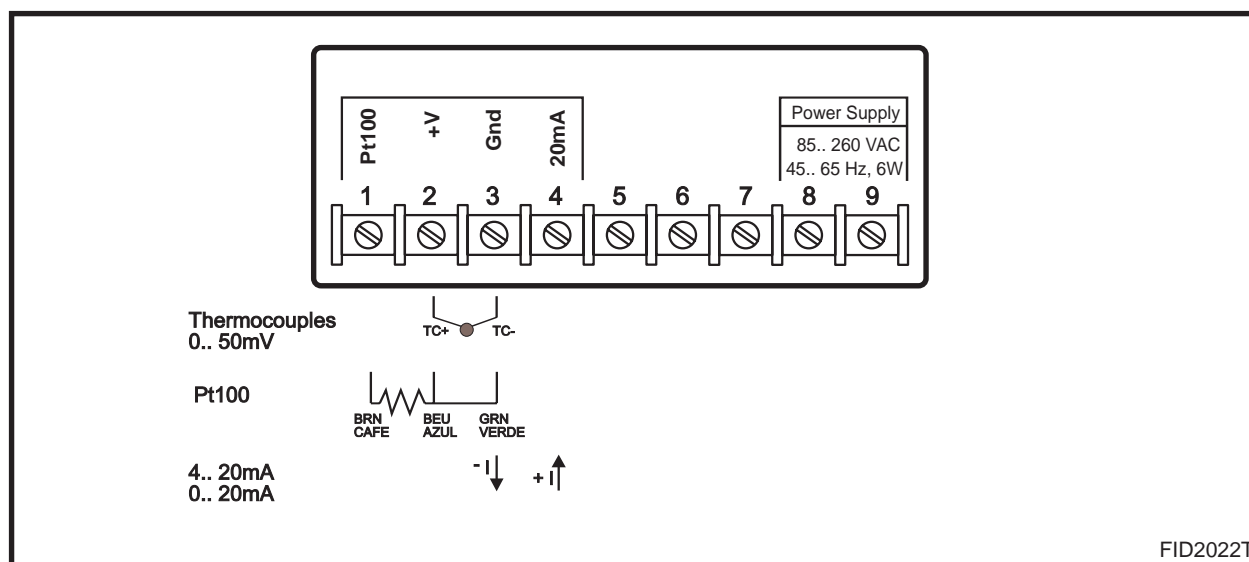 Pt100 +V Gnd 20mA
Power Supply
85.. 260 VAC
45.. 65 Hz, 6W
1 2 3 4 5 6 7 8 9
Thermocouples
0.. 50mV
TC+ TC-
Pt100
BRN BEU GRN
CAFE AZUL VERDE
4.. 20mA
0.. 20mA
- I + I
FID2022T